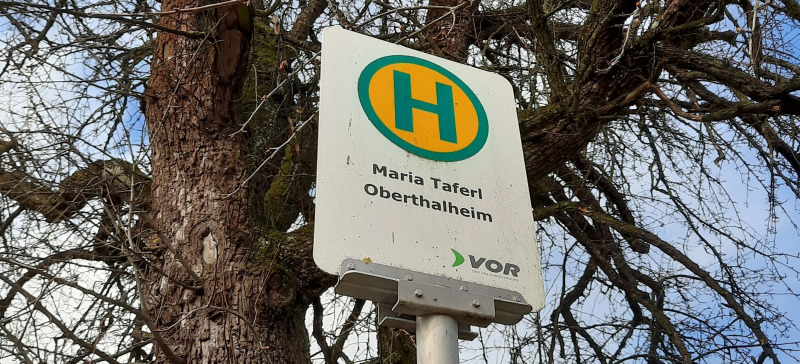 H
Maria Taferl
Oberthalheim
VOR